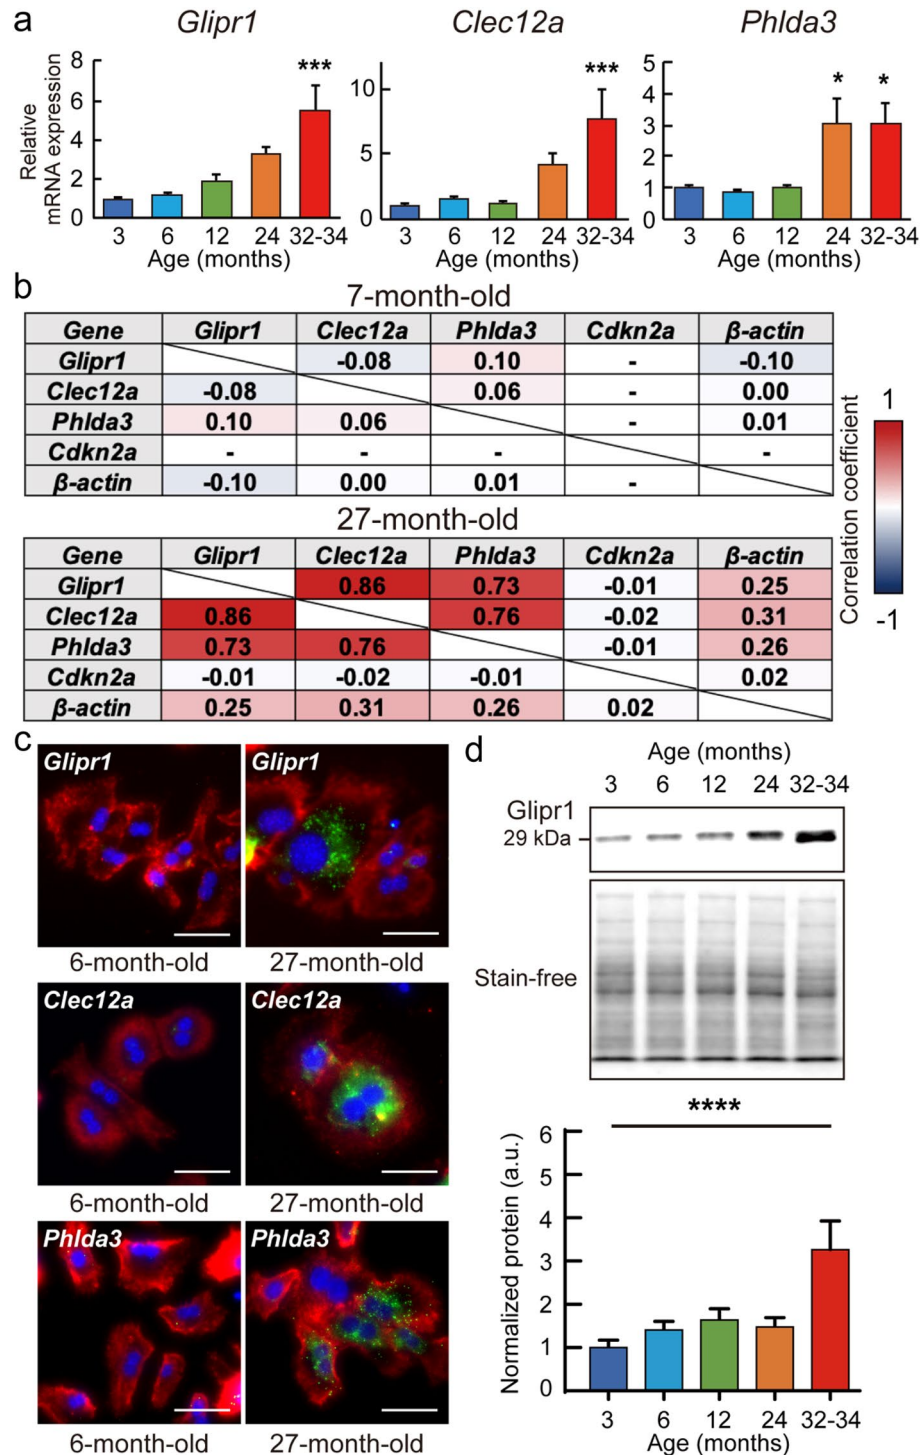 a
Glipr1
Clec12a
Phlda3
Relative
mRNA expression
8
6
4
2
0
***
3 6 12 24 32-34
Age (months)
10
5
0
***
3 6 12 24 32-34
Age (months)
5
4
3
2
1
0
* *
3 6 12 24 32-34
Age (months)
b
7-month-old
Gene Glipr1 Clec12a Phlda3 Cdkn2a β-actin
Glipr1 -0.08 0.10 - -0.10
Clec12a -0.08 0.06 - 0.00
Phlda3 0.10 0.06 - 0.01
Cdkn2a - - - -
β-actin -0.10 0.00 0.01 -
27-month-old
Gene Glipr1 Clec12a Phlda3 Cdkn2a β-actin
Glipr1 0.86 0.73 -0.01 0.25
Clec12a 0.86 0.76 -0.02 0.31
Phlda3 0.73 0.76 -0.01 0.26
Cdkn2a -0.01 -0.02 -0.01 0.02
β-actin 0.25 0.31 0.26 0.02
1
Correlation coefficient
-1
c
Glipr1
Glipr1
6-month-old
27-month-old
Clec12a
Clec12a
6-month-old
27-month-old
Phlda3
Phlda3
6-month-old
27-month-old
d
Age (months)
3 6 12 24 32-34
Glipr1
29 kDa
Stain-free
****
Normalized protein (a.u.)
6
5
4
3
2
1
0
3 6 12 24 32-34
Age (months)